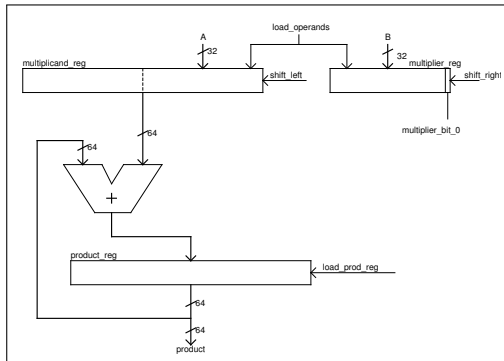 load_operands
A
B
32
32
multiplicand_reg
multiplier_reg
shift_left
shift_right
multiplier_bit_0
64
64
+
product_reg
load_prod_reg
64
64
product